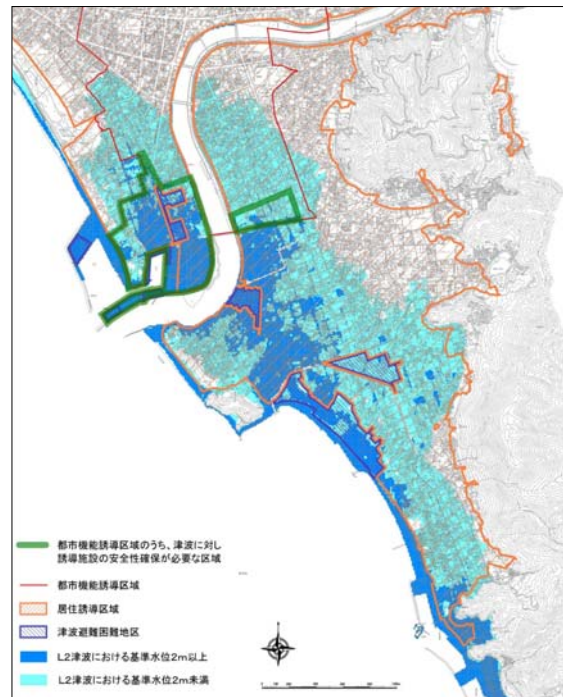 都市機能誘導区域のうち、津波に対し
誘導施設の安全性確保が必要な区域
都市機能誘導区域
居住誘導区域
津波避難困難地区
L2津波における基準水位2m以上
L2津波における基準水位2m未満